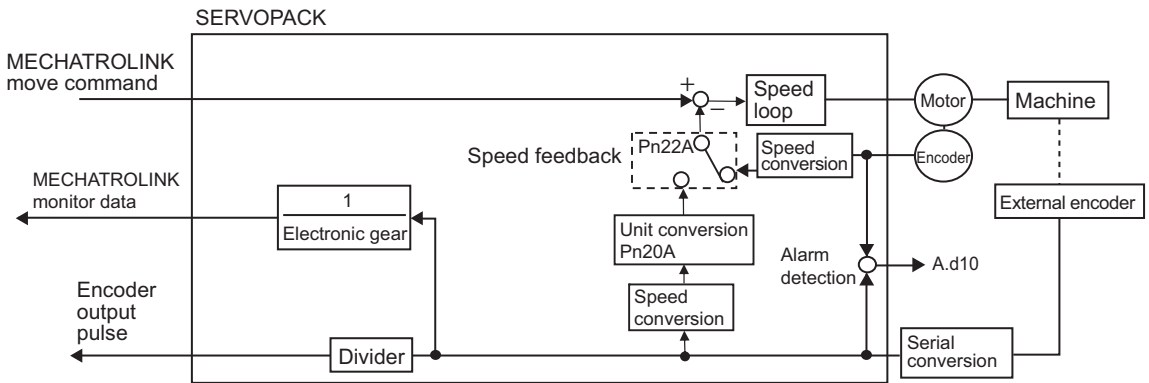 SERVOPACK
MECHATROLINK
move command
+
−
Speed
loop
Motor
Machine
Speed feedback
Pn22A
Speed
conversion
Encoder
MECHATROLINK
monitor data
1
Electronic gear
Unit conversion
Pn20A
External encoder
Alarm
detection
A.d10
Encoder
output
pulse
Speed
conversion
Divider
Serial
conversion